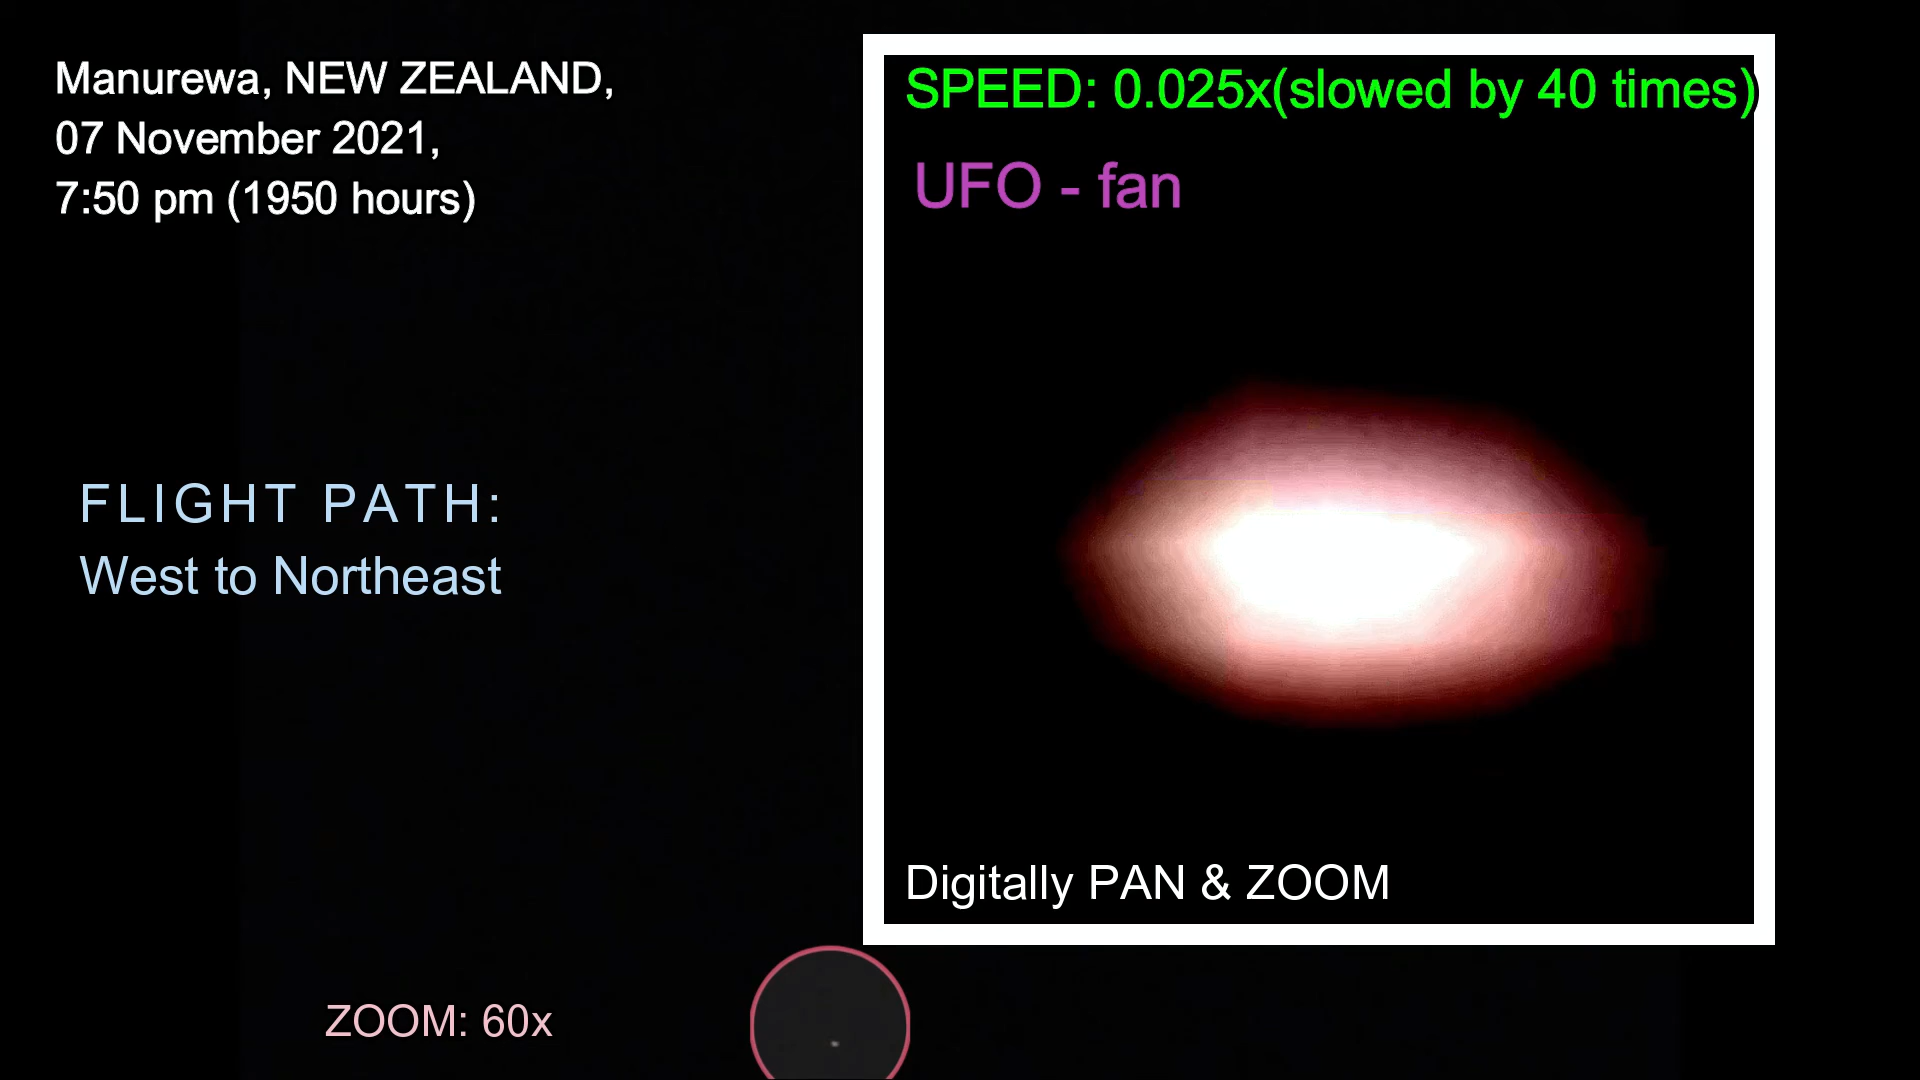 Manurewa, NEW ZEALAND,
07 November 2021,
7:50 pm (1950 hours)
SPEED: 0.025x(slowed by 40 times)
UFO - fan
FLIGHT PATH:
West to Northeast
Digitally PAN & ZOOM
ZOOM: 60x